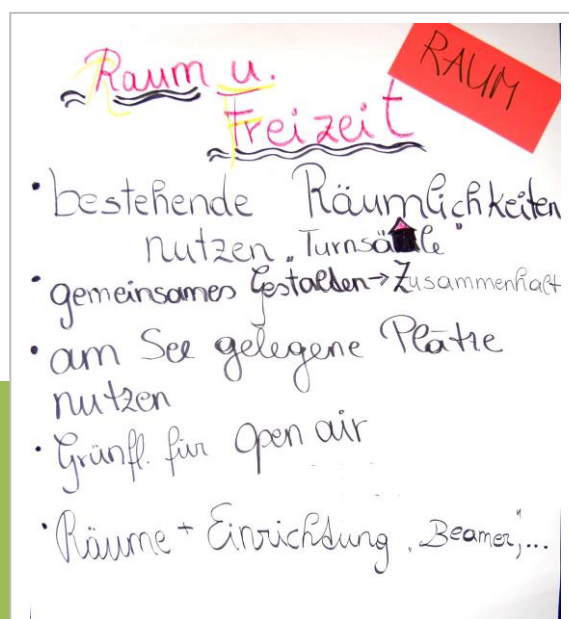 Raum u.
Freizeit
RAUM
• bestehende Räumlichkeiten
nutzen „Turnsäle“
• gemeinsames Gestalten → Zusammenhalt
• am See gelegene Plätze
nutzen
• Grünfl. für Open air
• Räume + Einrichtung „Beamer“,...